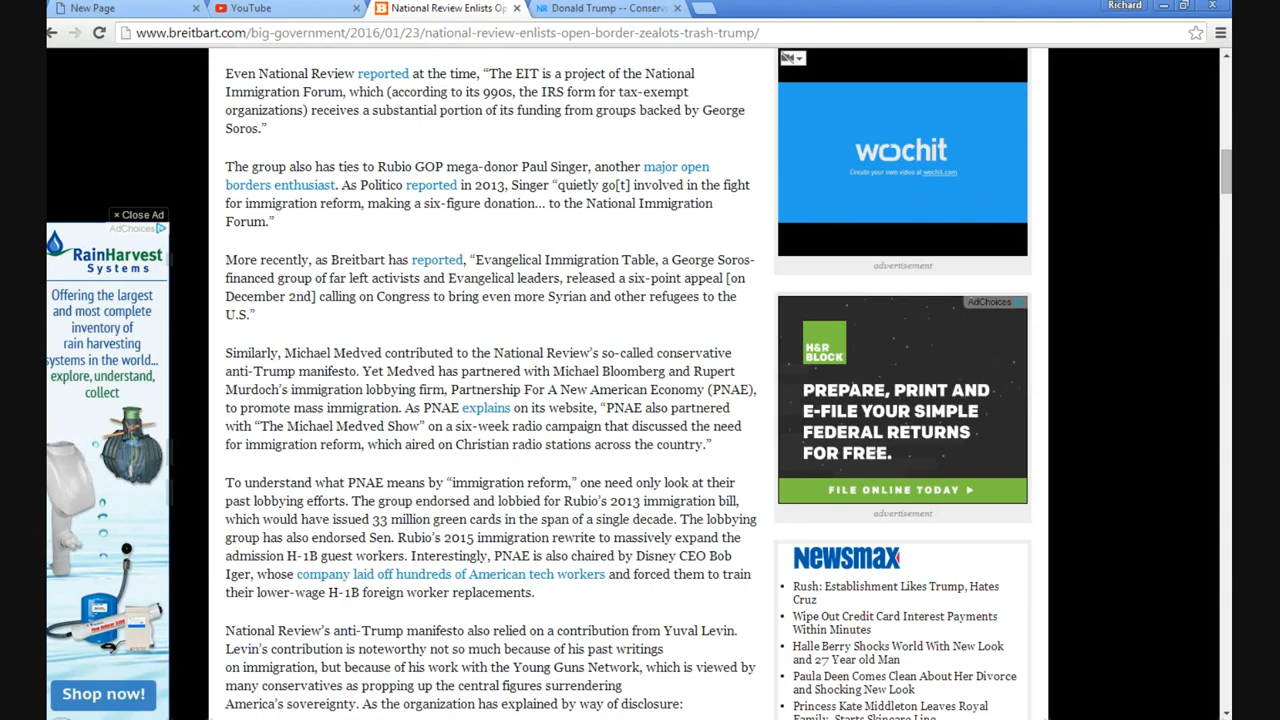 New Page
YouTube
National Review Enlists Op
Donald Trump -- Conserv
Richard
www.breitbart.com/big-government/2016/01/23/national-review-enlists-open-border-zealots-trash-trump/
Even National Review reported at the time, “The EIT is a project of the National
Immigration Forum, which (according to its 990s, the IRS form for tax-exempt
organizations) receives a substantial portion of its funding from groups backed by George
Soros.”
The group also has ties to Rubio GOP mega-donor Paul Singer, another major open
borders enthusiast. As Politico reported in 2013, Singer “quietly go[t] involved in the fight
for immigration reform, making a six-figure donation… to the National Immigration
Forum.”
More recently, as Breitbart has reported, “Evangelical Immigration Table, a George Soros-
financed group of far left activists and Evangelical leaders, released a six-point appeal [on
December 2nd] calling on Congress to bring even more Syrian and other refugees to the
U.S.”
Similarly, Michael Medved contributed to the National Review’s so-called conservative
anti-Trump manifesto. Yet Medved has partnered with Michael Bloomberg and Rupert
Murdoch’s immigration lobbying firm, Partnership For A New American Economy (PNAE),
to promote mass immigration. As PNAE explains on its website, “PNAE also partnered
with “The Michael Medved Show” on a six-week radio campaign that discussed the need
for immigration reform, which aired on Christian radio stations across the country.”
To understand what PNAE means by “immigration reform,” one need only look at their
past lobbying efforts. The group endorsed and lobbied for Rubio’s 2013 immigration bill,
which would have issued 33 million green cards in the span of a single decade. The lobbying
group has also endorsed Sen. Rubio’s 2015 immigration rewrite to massively expand the
admission H-1B guest workers. Interestingly, PNAE is also chaired by Disney CEO Bob
Iger, whose company laid off hundreds of American tech workers and forced them to train
their lower-wage H-1B foreign worker replacements.
National Review’s anti-Trump manifesto also relied on a contribution from Yuval Levin.
Levin’s contribution is noteworthy not so much because of his past writings
on immigration, but because of his work with the Young Guns Network, which is viewed by
many conservatives as propping up the central figures surrendering
America’s sovereignty. As the organization has explained by way of disclosure:
× Close Ad
AdChoices
RainHarvest
Systems
Offering the largest
and most complete
inventory of
rain harvesting
systems in the world...
explore, understand,
collect
Shop now!
wochit
Create your own video at wochit.com
advertisement
AdChoices
H&R
BLOCK
PREPARE, PRINT AND
E-FILE YOUR SIMPLE
FEDERAL RETURNS
FOR FREE.
FILE ONLINE TODAY ►
advertisement
Newsmax
• Rush: Establishment Likes Trump, Hates
Cruz
• Wipe Out Credit Card Interest Payments
Within Minutes
• Halle Berry Shocks World With New Look
and 27 Year old Man
• Paula Deen Comes Clean About Her Divorce
and Shocking New Look
• Princess Kate Middleton Leaves Royal
Family, Starts Skincare Line